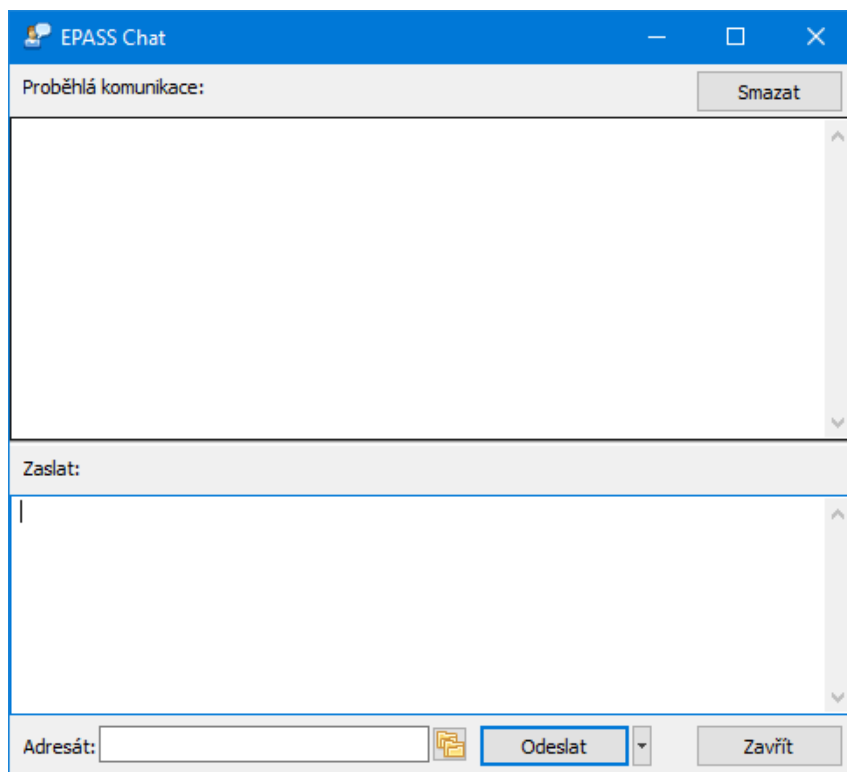 EPASS Chat
Proběhlá komunikace:
Smazat
Zaslat:
Adresát:
Odeslat
Zavřít